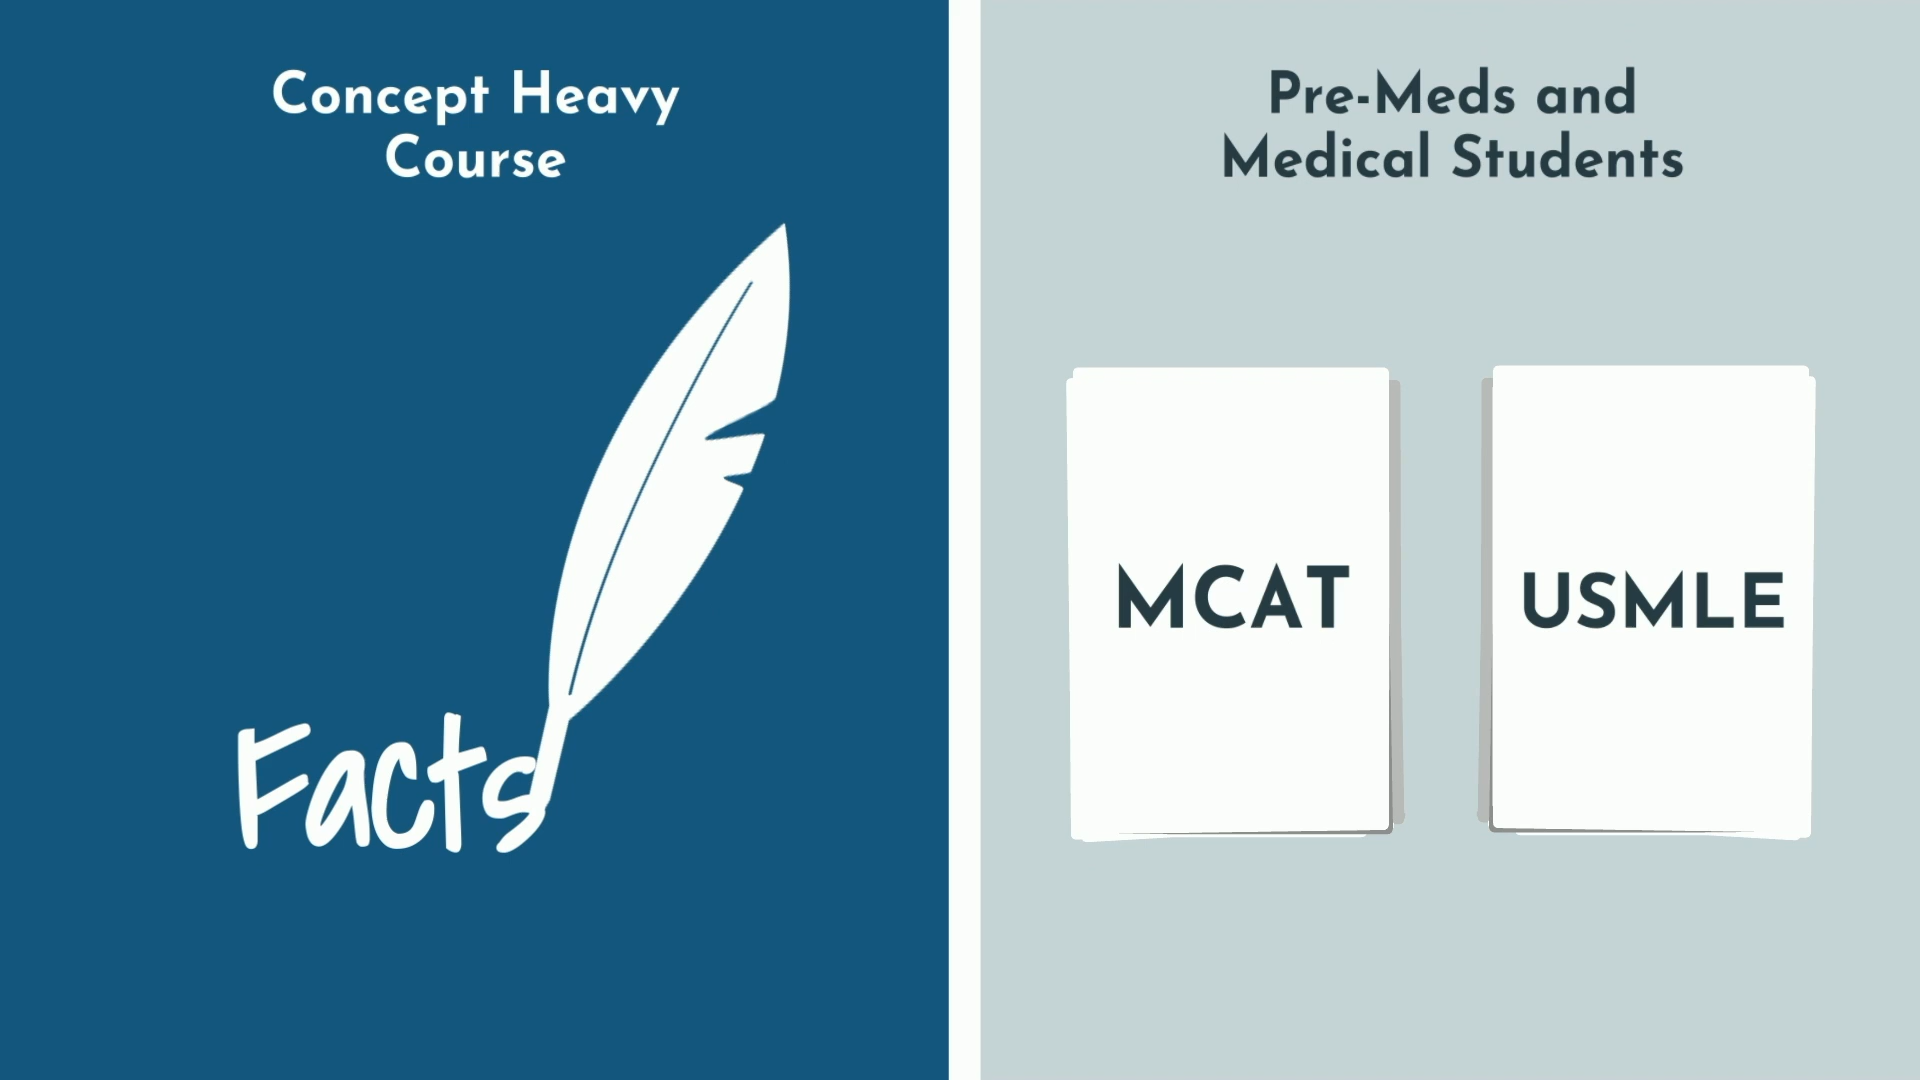 Concept Heavy
Course
Facts
Pre-Meds and
Medical Students
MCAT
USMLE